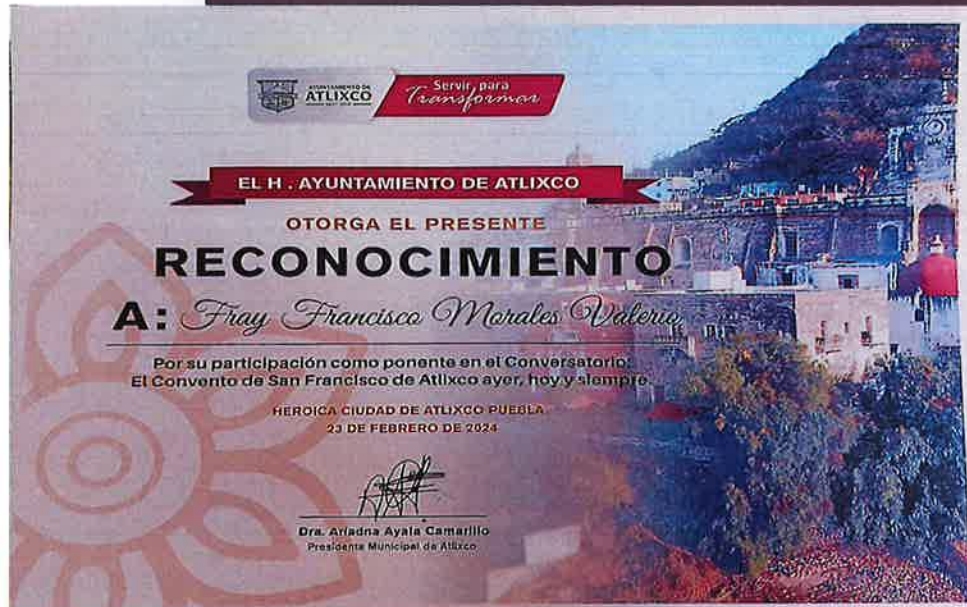 AYUNTAMIENTO DE
ATLIXCO
Servir para
Transformar
EL H . AYUNTAMIENTO DE ATLIXCO
OTORGA EL PRESENTE
RECONOCIMIENTO
A: Fray Francisco Morales Valerio
Por su participación como ponente en el Conversatorio:
El Convento de San Francisco de Atlixco ayer, hoy y siempre.
HEROICA CIUDAD DE ATLIXCO PUEBLA
23 DE FEBRERO DE 2024
Dra. Ariadna Ayala Camarillo
Presidenta Municipal de Atlixco